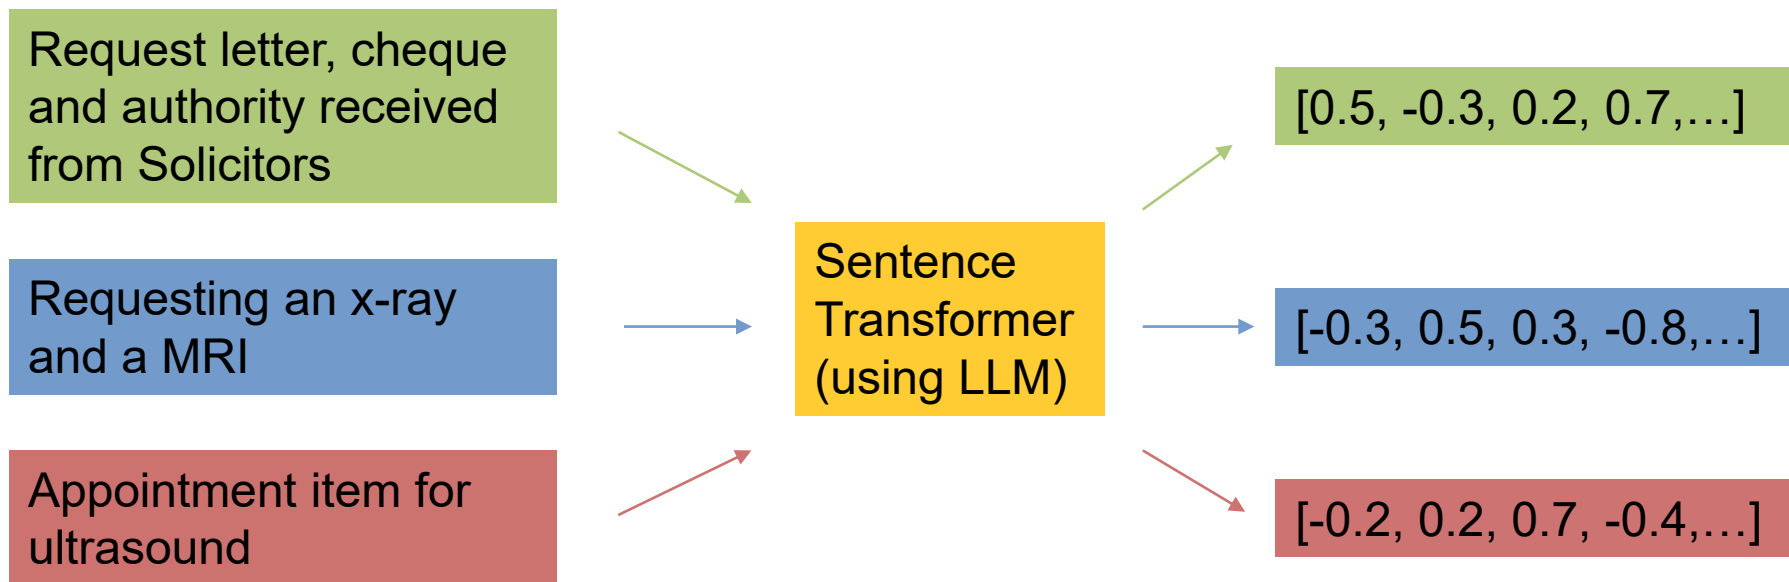 Request letter, cheque
and authority received
from Solicitors
[0.5, -0.3, 0.2, 0.7,…]
Requesting an x-ray
and a MRI
Sentence
Transformer
(using LLM)
[-0.3, 0.5, 0.3, -0.8,…]
Appointment item for
ultrasound
[-0.2, 0.2, 0.7, -0.4,…]